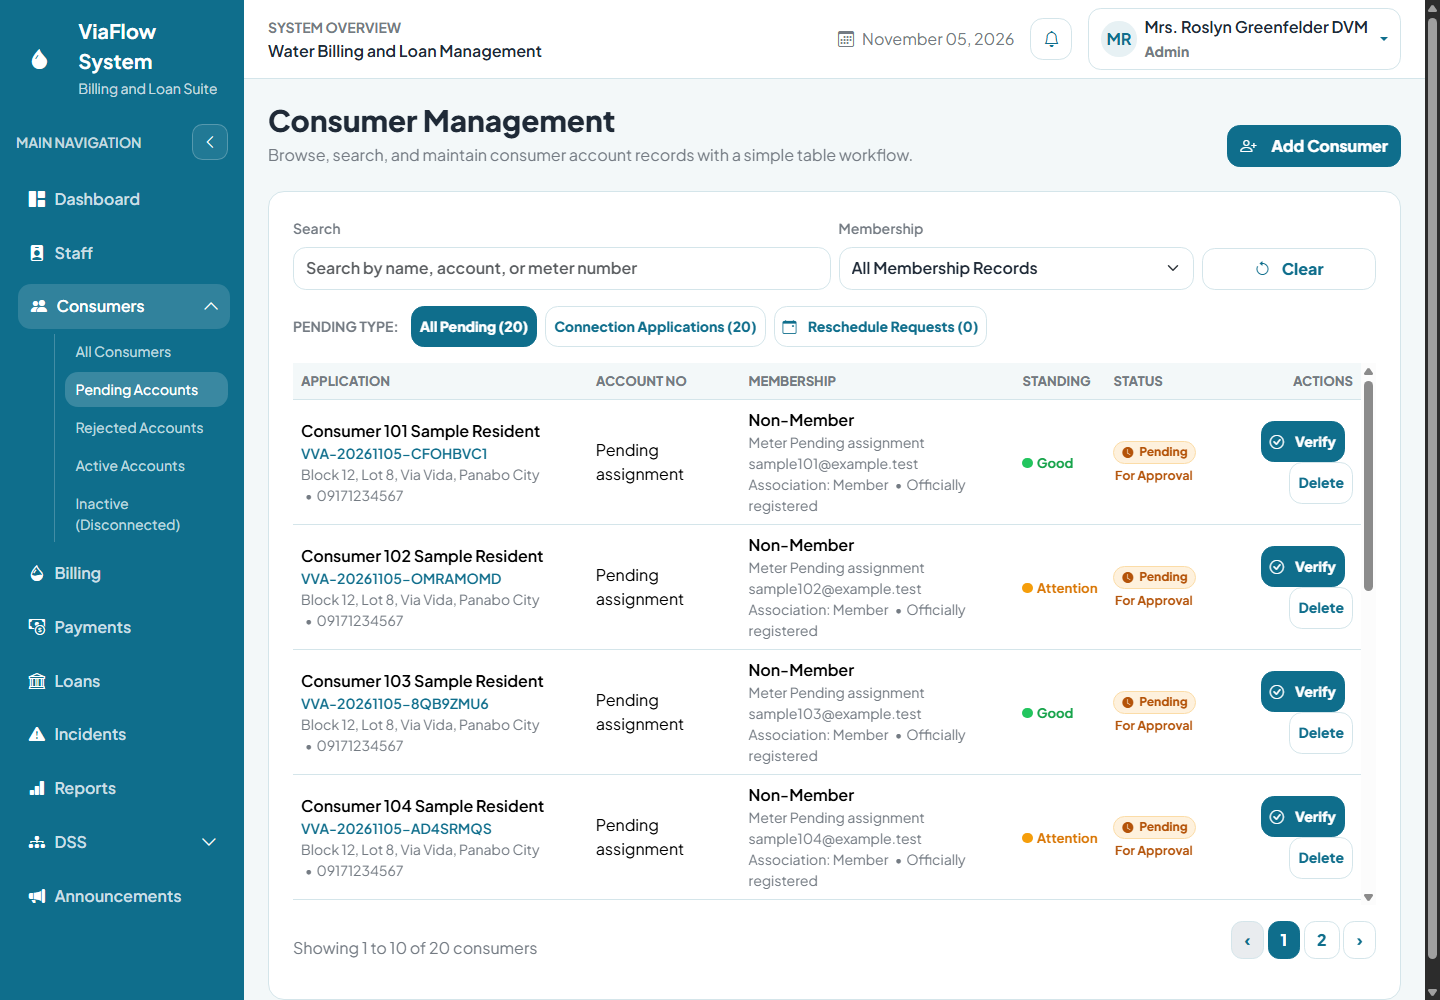 ViaFlow
System
Billing and Loan Suite
MAIN NAVIGATION
Dashboard
Staff
Consumers
All Consumers
Pending Accounts
Rejected Accounts
Active Accounts
Inactive
(Disconnected)
Billing
Payments
Loans
Incidents
Reports
DSS
Announcements
SYSTEM OVERVIEW
Water Billing and Loan Management
November 05, 2026
MR
Mrs. Roslyn Greenfelder DVM
Admin
Consumer Management
Browse, search, and maintain consumer account records with a simple table workflow.
Add Consumer
Search
Membership
Search by name, account, or meter number
All Membership Records
Clear
PENDING TYPE:
All Pending (20)
Connection Applications (20)
Reschedule Requests (0)
APPLICATION ACCOUNT NO MEMBERSHIP STANDING STATUS ACTIONS
Consumer 101 Sample Resident
VVA-20261105-CFOHBVC1
Block 12, Lot 8, Via Vida, Panabo City
• 09171234567
Pending
assignment
Non-Member
Meter Pending assignment
sample101@example.test
Association: Member • Officially
registered
Good
Pending
For Approval
Verify
Delete
Consumer 102 Sample Resident
VVA-20261105-OMRAMOMD
Block 12, Lot 8, Via Vida, Panabo City
• 09171234567
Pending
assignment
Non-Member
Meter Pending assignment
sample102@example.test
Association: Member • Officially
registered
Attention
Pending
For Approval
Verify
Delete
Consumer 103 Sample Resident
VVA-20261105-8QB9ZMU6
Block 12, Lot 8, Via Vida, Panabo City
• 09171234567
Pending
assignment
Non-Member
Meter Pending assignment
sample103@example.test
Association: Member • Officially
registered
Good
Pending
For Approval
Verify
Delete
Consumer 104 Sample Resident
VVA-20261105-AD4SRMQS
Block 12, Lot 8, Via Vida, Panabo City
• 09171234567
Pending
assignment
Non-Member
Meter Pending assignment
sample104@example.test
Association: Member • Officially
registered
Attention
Pending
For Approval
Verify
Delete
Showing 1 to 10 of 20 consumers
‹ 1 2 ›